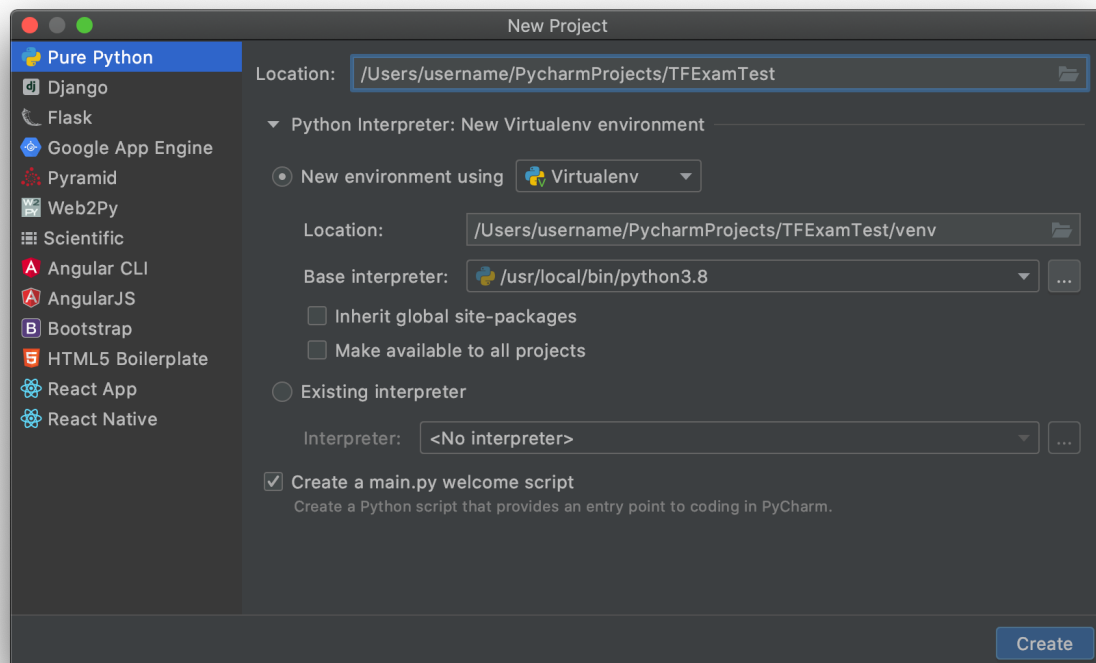 New Project
Pure Python
Django
Flask
Google App Engine
Pyramid
Web2Py
Scientific
Angular CLI
AngularJS
Bootstrap
HTML5 Boilerplate
React App
React Native
Location: /Users/username/PycharmProjects/TFExamTest
Python Interpreter: New Virtualenv environment
New environment using Virtualenv
Location: /Users/username/PycharmProjects/TFExamTest/venv
Base interpreter: /usr/local/bin/python3.8 ...
Inherit global site-packages
Make available to all projects
Existing interpreter
Interpreter: <No interpreter> ...
Create a main.py welcome script
Create a Python script that provides an entry point to coding in PyCharm.
Create